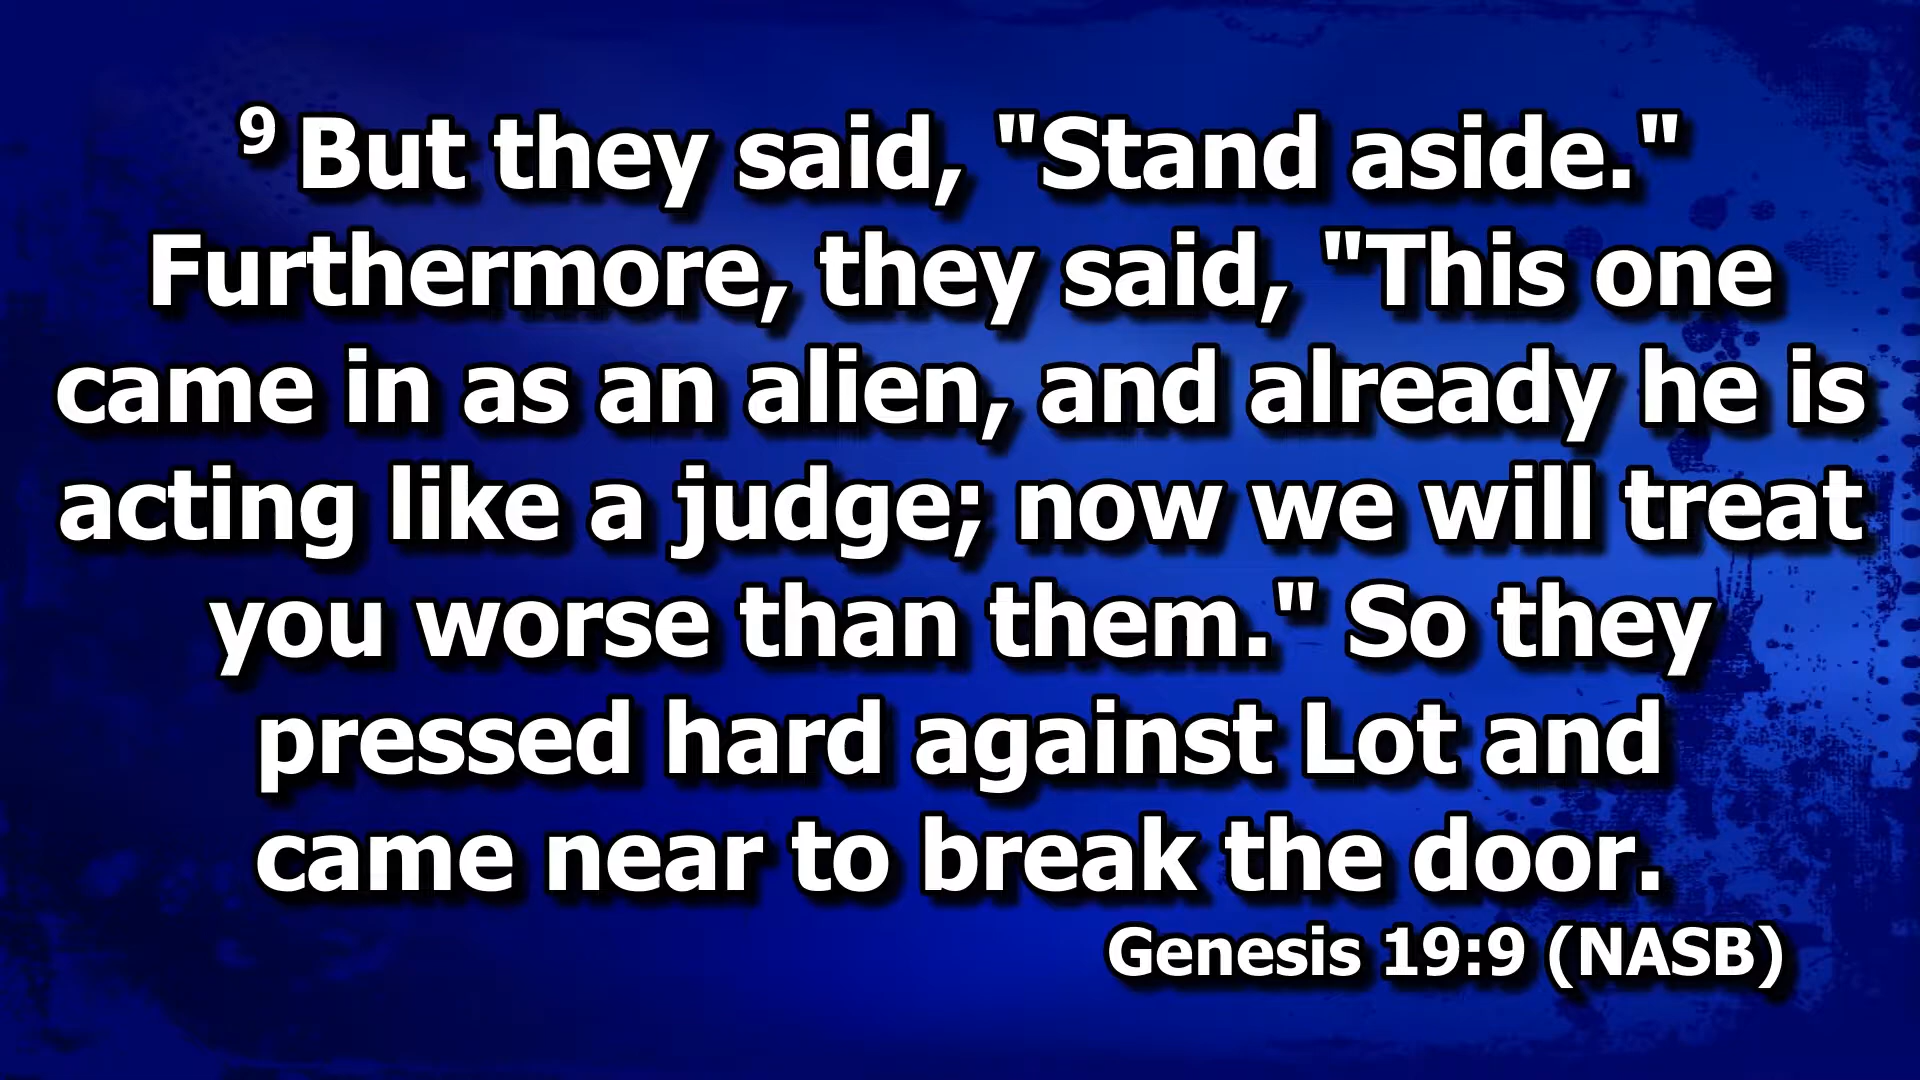 9 But they said, "Stand aside."
Furthermore, they said, "This one
came in as an alien, and already he is
acting like a judge; now we will treat
you worse than them." So they
pressed hard against Lot and
came near to break the door.
Genesis 19:9 (NASB)